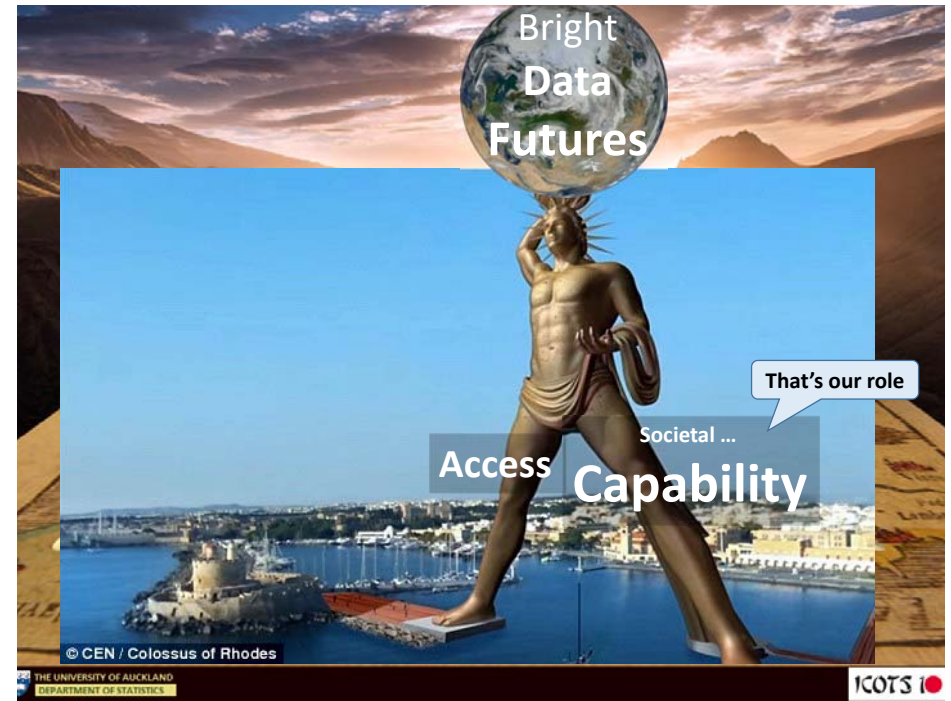 Bright
Data
Futures
That's our role
Societal ...
Access
Capability
© CEN / Colossus of Rhodes
THE UNIVERSITY OF AUCKLAND
DEPARTMENT OF STATISTICS
ICOTS 10